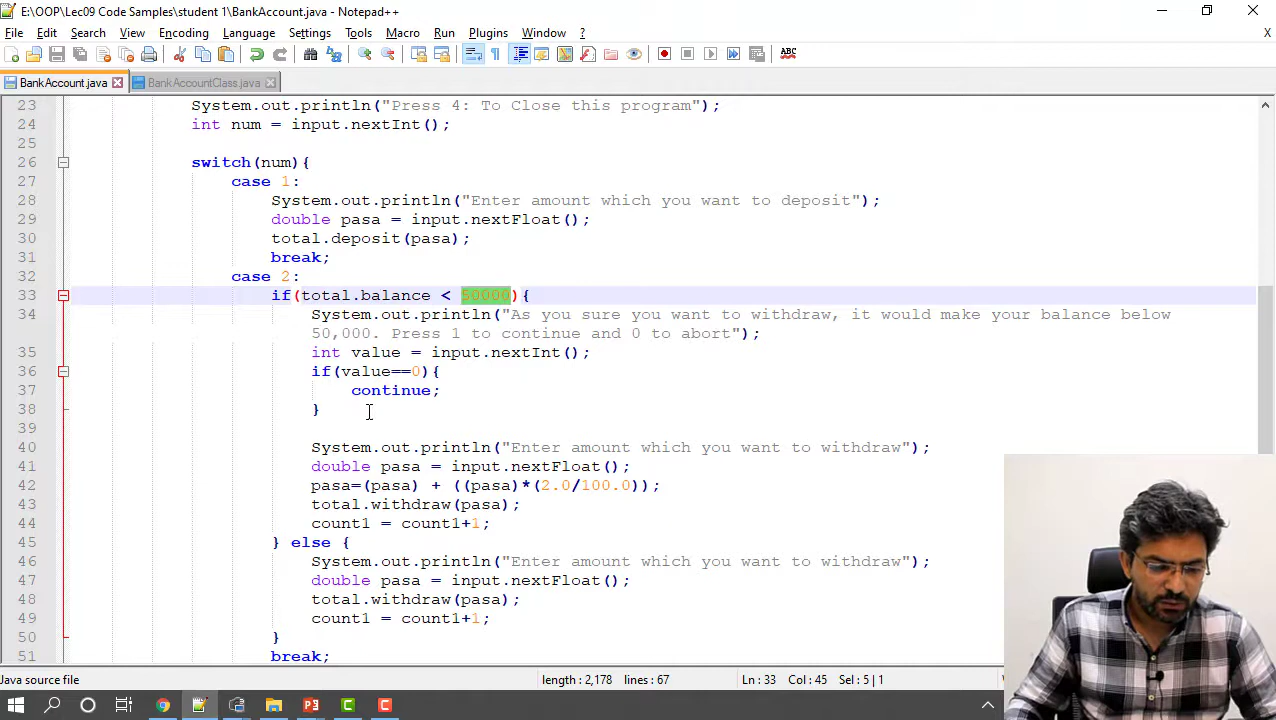 E:\OOP\Lec09 Code Samples\student 1\BankAccount.java - Notepad++
File Edit Search View Encoding Language Settings Tools Macro Run Plugins Window ? X
ABC
BankAccount.java BankAccountClass.java
23 System.out.println("Press 4: To Close this program");
24 int num = input.nextInt();
25
26 switch(num){
27 case 1:
28 System.out.println("Enter amount which you want to deposit");
29 double pasa = input.nextFloat();
30 total.deposit(pasa);
31 break;
32 case 2:
33 if(total.balance < 50000){
34 System.out.println("As you sure you want to withdraw, it would make your balance below
50,000. Press 1 to continue and 0 to abort");
35 int value = input.nextInt();
36 if(value==0){
37 continue;
38 }
39
40 System.out.println("Enter amount which you want to withdraw");
41 double pasa = input.nextFloat();
42 pasa=(pasa) + ((pasa)*(2.0/100.0));
43 total.withdraw(pasa);
44 count1 = count1+1;
45 } else {
46 System.out.println("Enter amount which you want to withdraw");
47 double pasa = input.nextFloat();
48 total.withdraw(pasa);
49 count1 = count1+1;
50 }
51 break;
Java source file length : 2,178 lines : 67 Ln : 33 Col : 45 Sel : 5 | 1